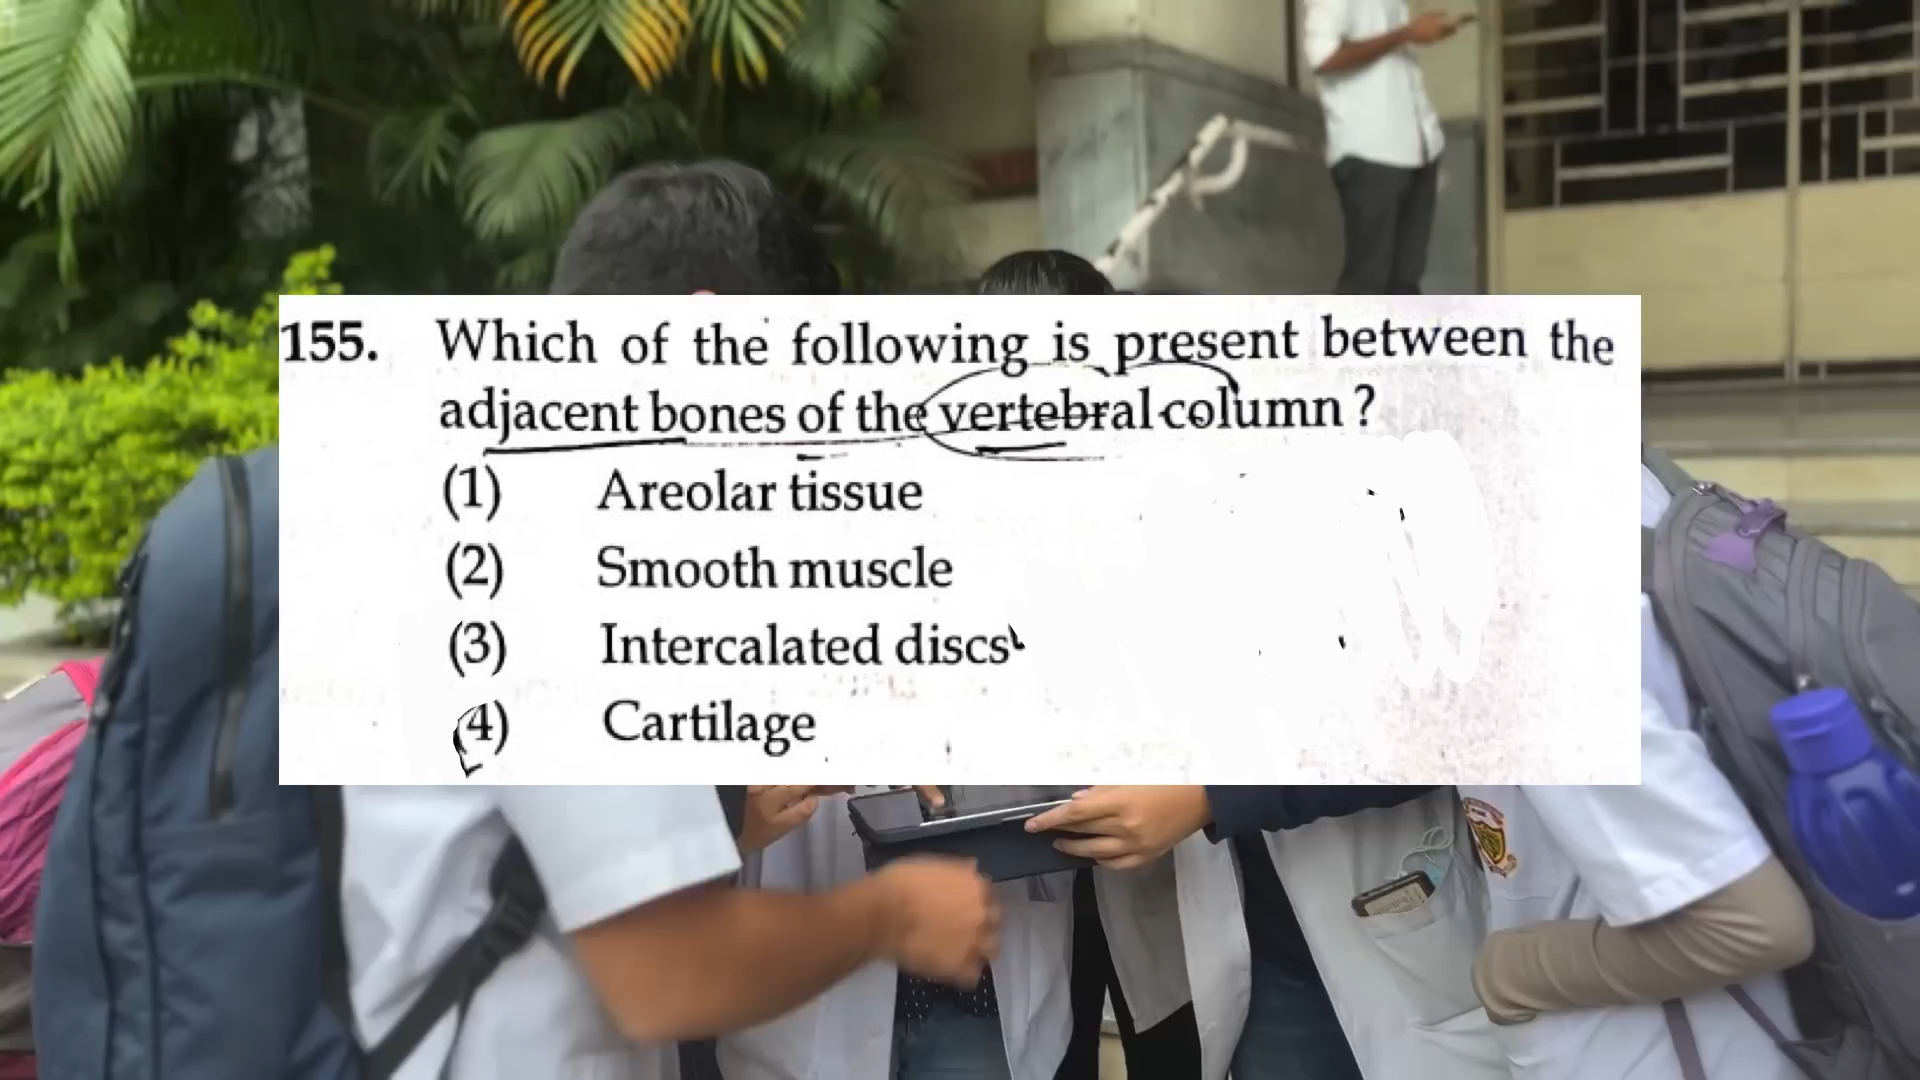 155. Which of the following is present between the
adjacent bones of the vertebral column ?
(1) Areolar tissue
(2) Smooth muscle
(3) Intercalated discs
(4) Cartilage